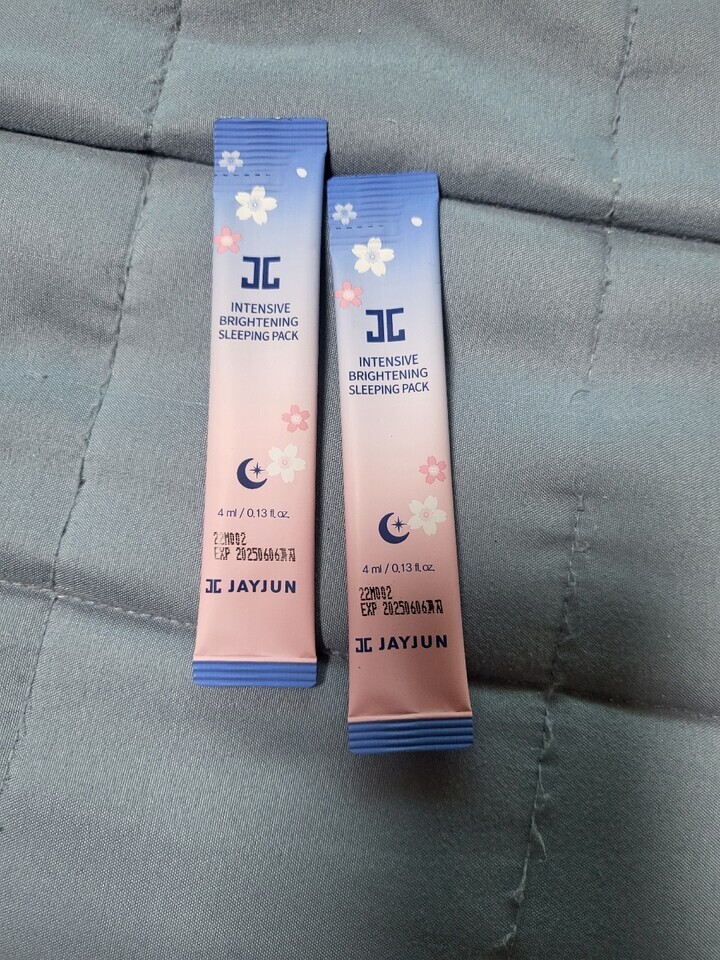 INTENSIVE
BRIGHTENING
SLEEPING PACK
4 ml / 0.13 fl. oz.
22M002
EXP 20250606까지
JAYJUN
INTENSIVE
BRIGHTENING
SLEEPING PACK
4 ml / 0.13 fl. oz.
22M002
EXP 20250606까지
JAYJUN